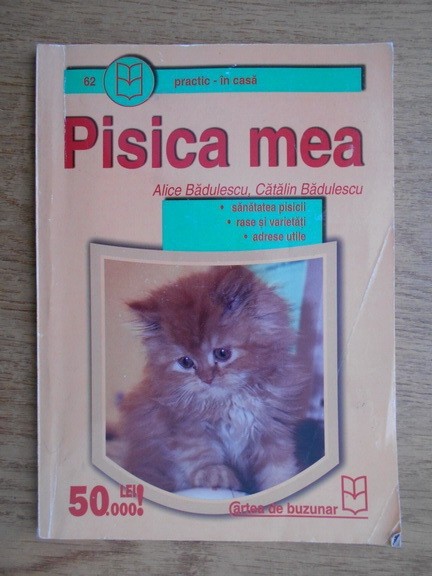 62
practic - în casă
Pisica mea
Alice Bădulescu, Cătălin Bădulescu
• sănătatea pisicii
• rase și varietăți
• adrese utile
50.000! LEI
Cartea de buzunar